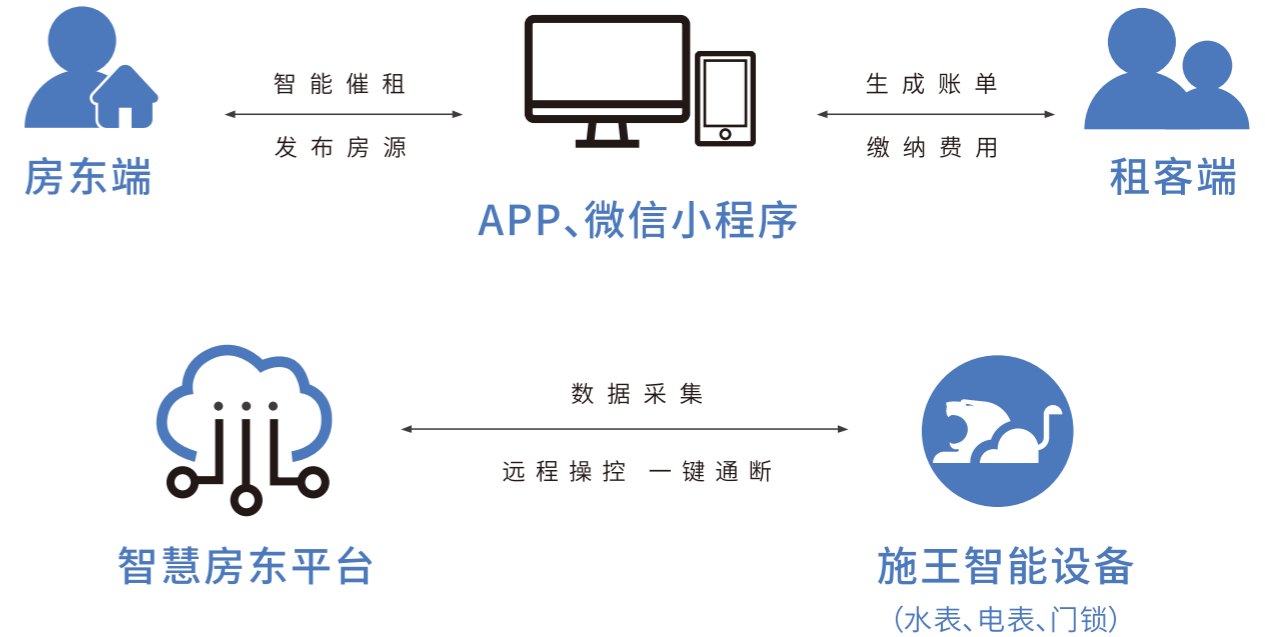 智能催租
发布房源
生成账单
缴纳费用
房东端
APP、微信小程序
租客端
数据采集
远程操控 一键通断
智慧房东平台
施王智能设备
（水表、电表、门锁）